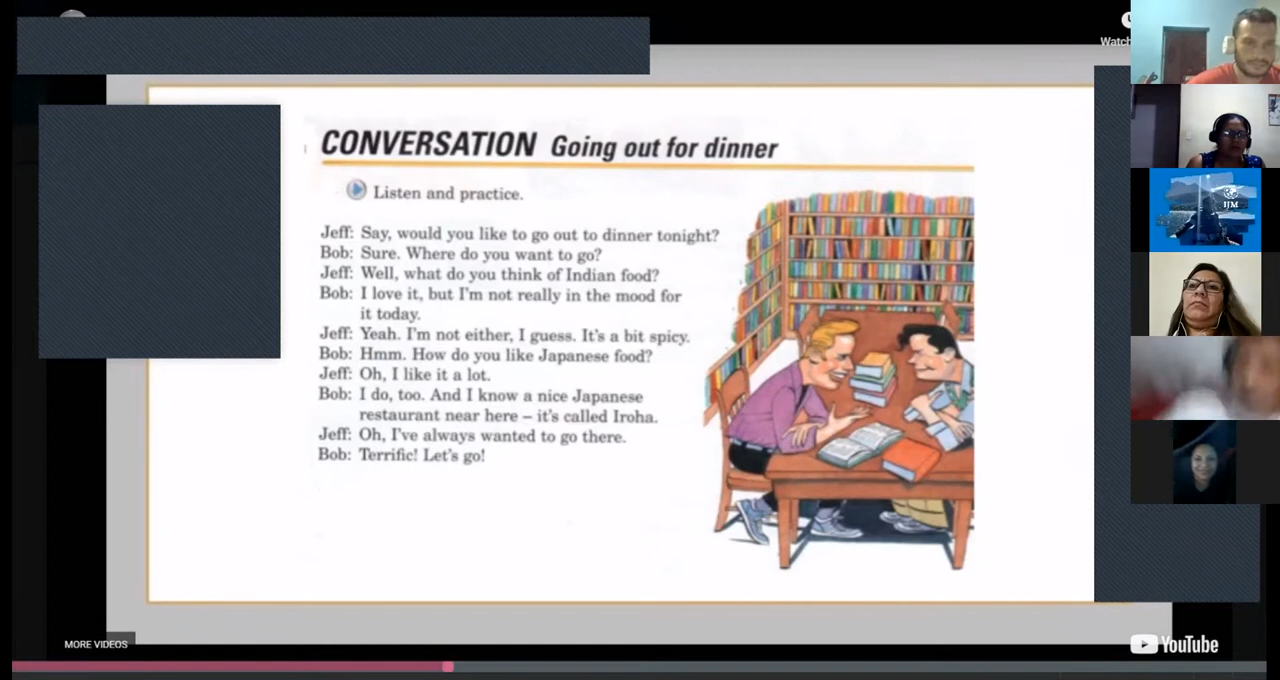 Watch
IJM
CONVERSATION Going out for dinner
Listen and practice.
Jeff: Say, would you like to go out to dinner tonight?
Bob: Sure. Where do you want to go?
Jeff: Well, what do you think of Indian food?
Bob: I love it, but I'm not really in the mood for
it today.
Jeff: Yeah. I'm not either, I guess. It's a bit spicy.
Bob: Hmm. How do you like Japanese food?
Jeff: Oh, I like it a lot.
Bob: I do, too. And I know a nice Japanese
restaurant near here – it's called Iroha.
Jeff: Oh, I've always wanted to go there.
Bob: Terrific! Let's go!
MORE VIDEOS
YouTube